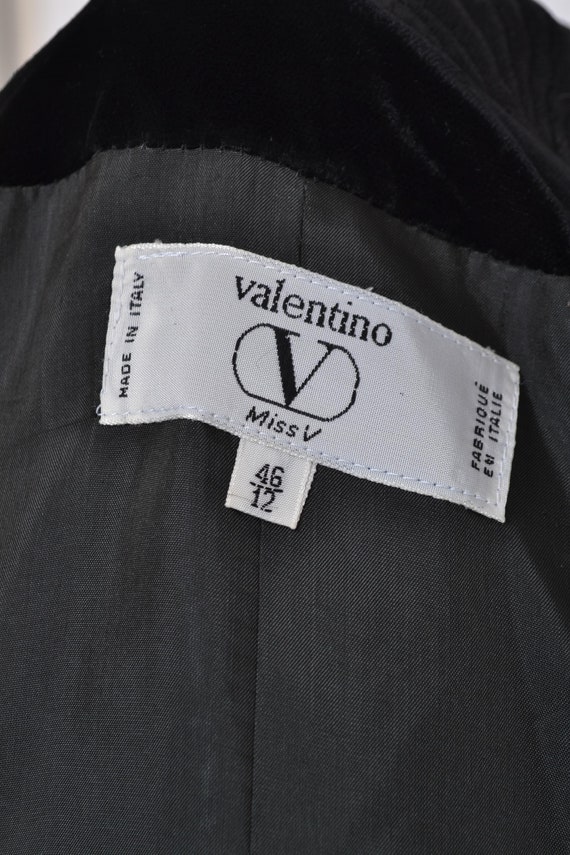 MADE IN ITALY
valentino
V
Miss V
FABRIQUÉ
EN ITALIE
46
12